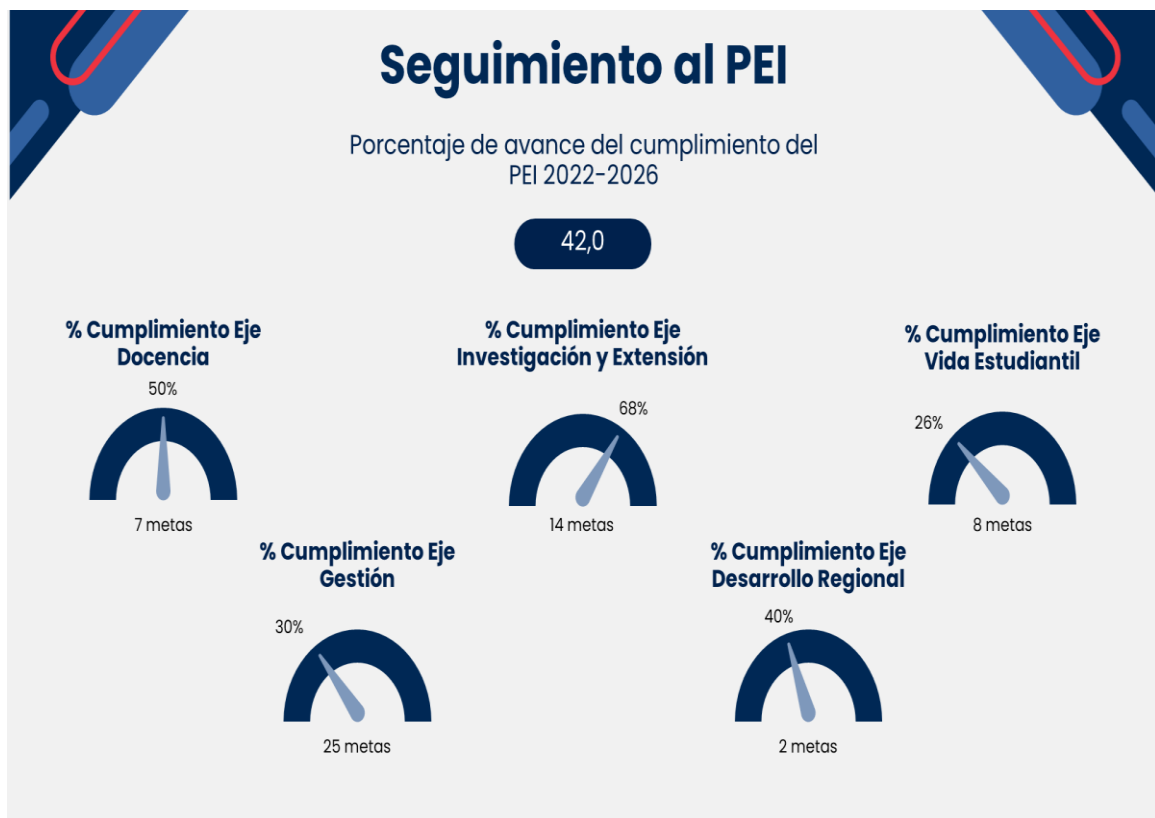 Seguimiento al PEI
Porcentaje de avance del cumplimiento del
PEI 2022-2026
42,0
% Cumplimiento Eje
Docencia
50%
7 metas
% Cumplimiento Eje
Investigación y Extensión
68%
14 metas
% Cumplimiento Eje
Vida Estudiantil
26%
8 metas
% Cumplimiento Eje
Gestión
30%
25 metas
% Cumplimiento Eje
Desarrollo Regional
40%
2 metas